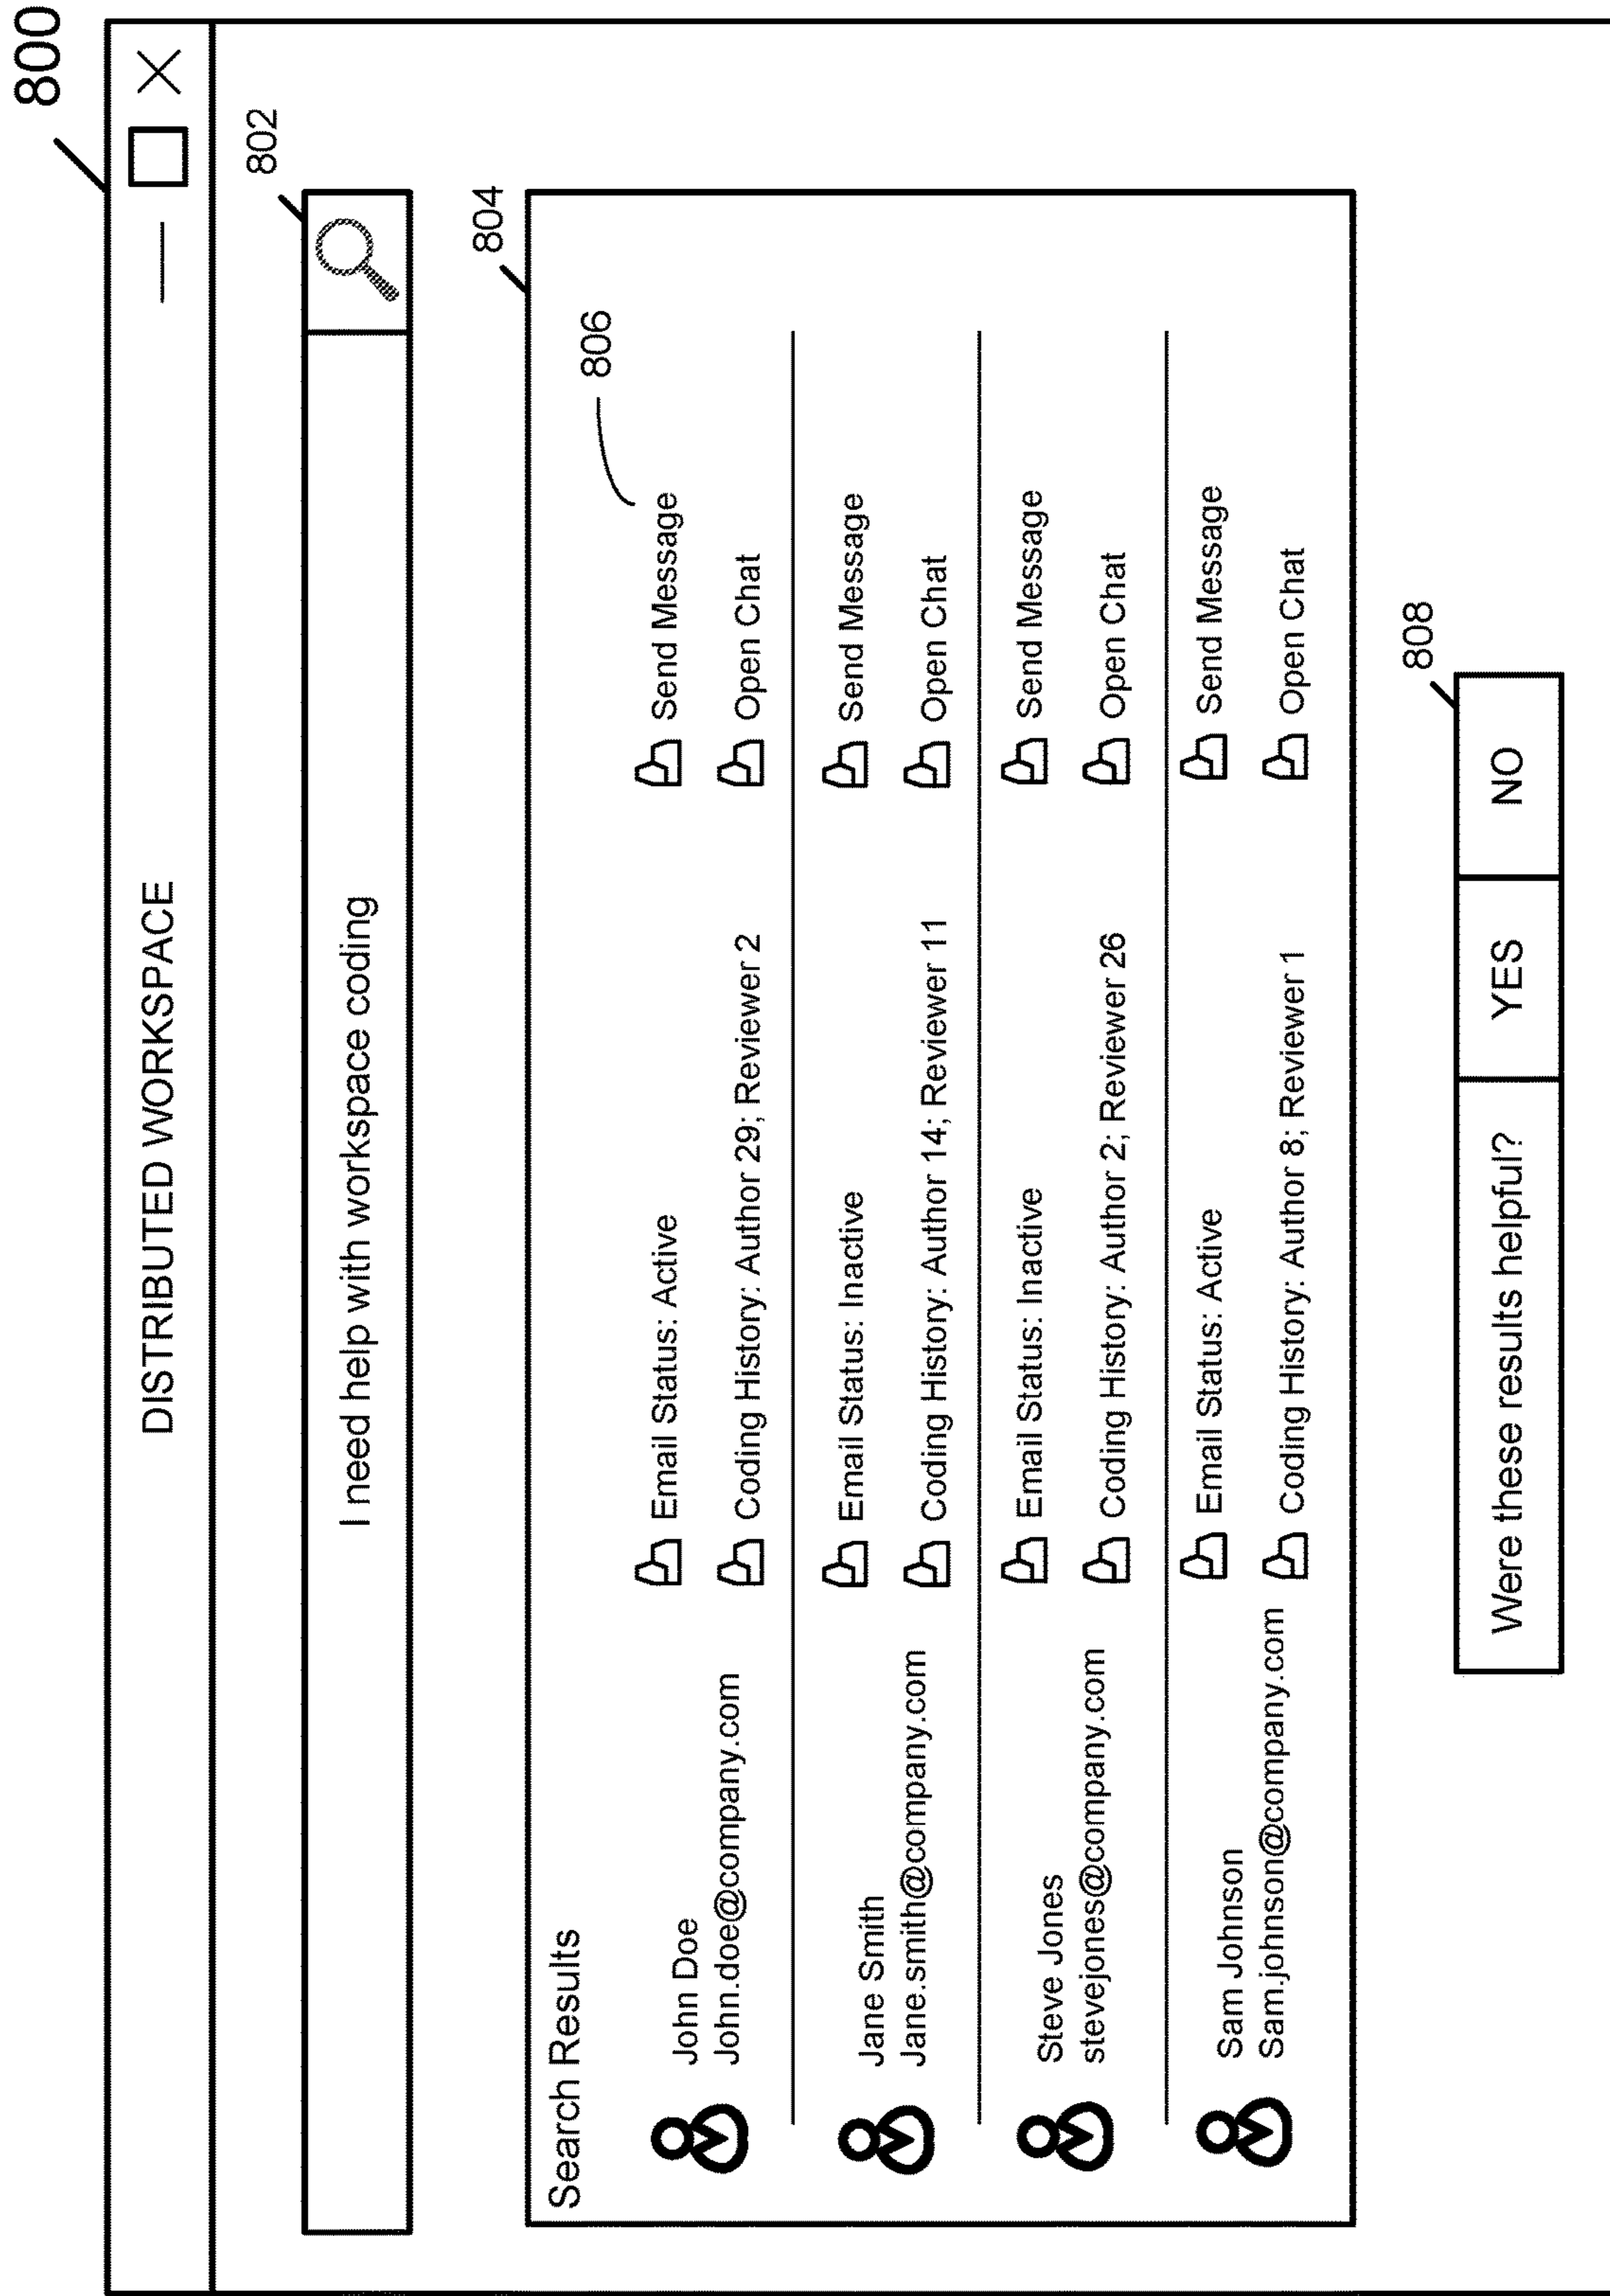 800
DISTRIBUTED WORKSPACE
802
I need help with workspace coding
804
Search Results
806
John Doe
John.doe@company.com
Email Status: Active
Coding History: Author 29; Reviewer 2
Send Message
Open Chat
Jane Smith
Jane.smith@company.com
Email Status: Inactive
Coding History: Author 14; Reviewer 11
Send Message
Open Chat
Steve Jones
stevejones@company.com
Email Status: Inactive
Coding History: Author 2; Reviewer 26
Send Message
Open Chat
Sam Johnson
Sam.johnson@company.com
Email Status: Active
Coding History: Author 8; Reviewer 1
Send Message
Open Chat
808
Were these results helpful?
YES
NO